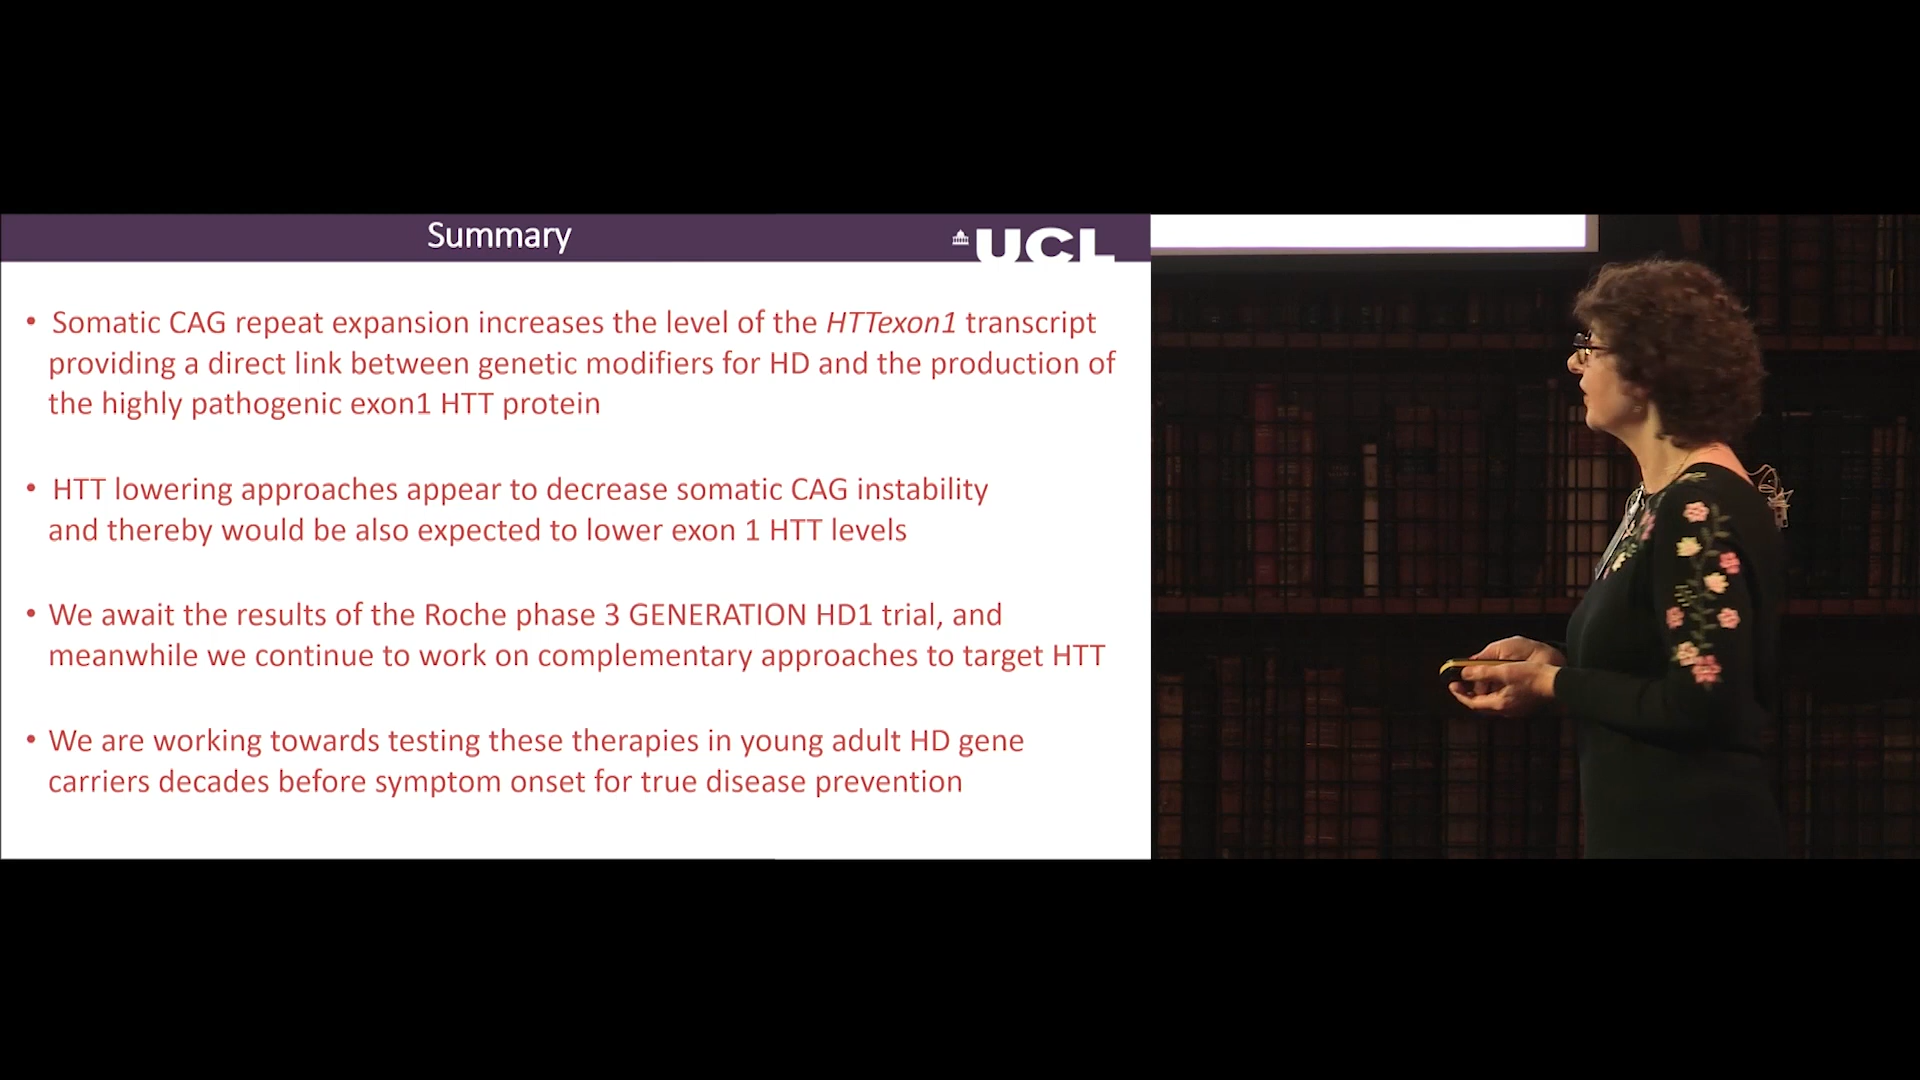 Summary
UCL
• Somatic CAG repeat expansion increases the level of the HTTexon1 transcript
providing a direct link between genetic modifiers for HD and the production of
the highly pathogenic exon1 HTT protein
• HTT lowering approaches appear to decrease somatic CAG instability
and thereby would be also expected to lower exon 1 HTT levels
• We await the results of the Roche phase 3 GENERATION HD1 trial, and
meanwhile we continue to work on complementary approaches to target HTT
• We are working towards testing these therapies in young adult HD gene
carriers decades before symptom onset for true disease prevention